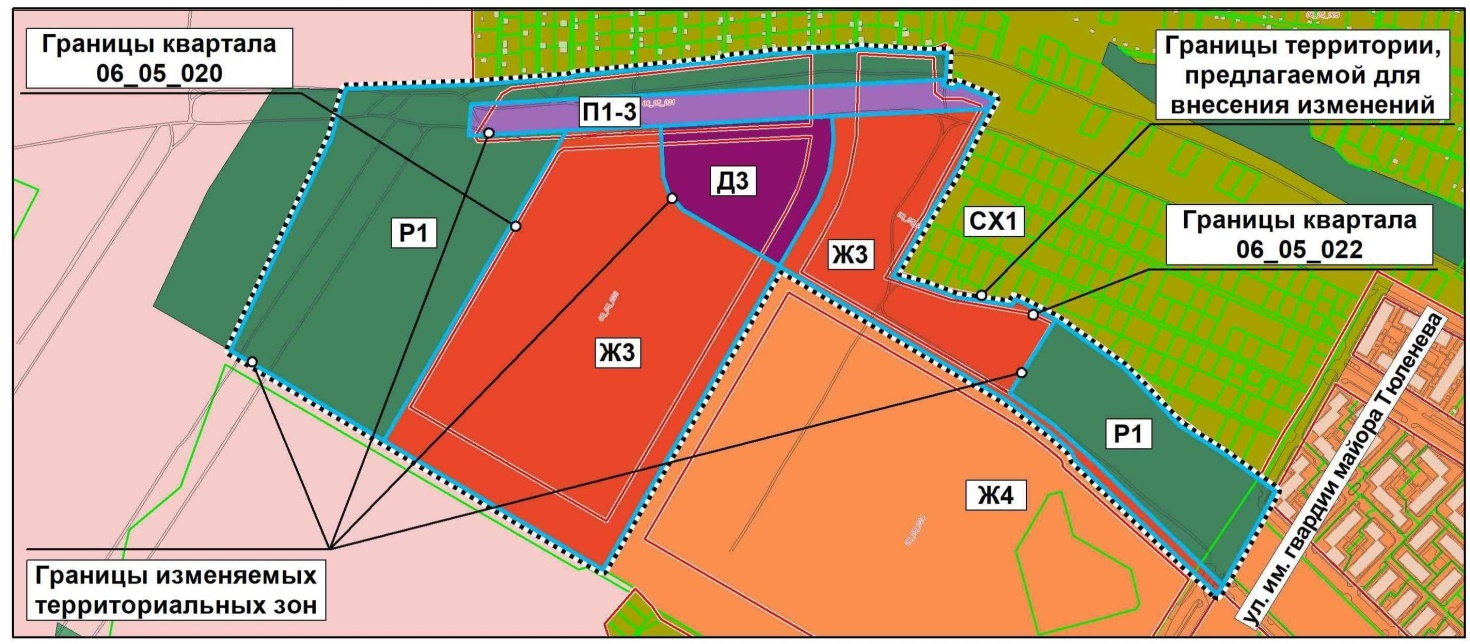 Границы квартала
06_05_020
Границы территории,
предлагаемой для
внесения изменений
П1-3
Д3
Р1
СХ1
Границы квартала
06_05_022
Ж3
Ж3
Р1
Ж4
ул. им. гвардии майора Тюленева
Границы изменяемых
территориальных зон